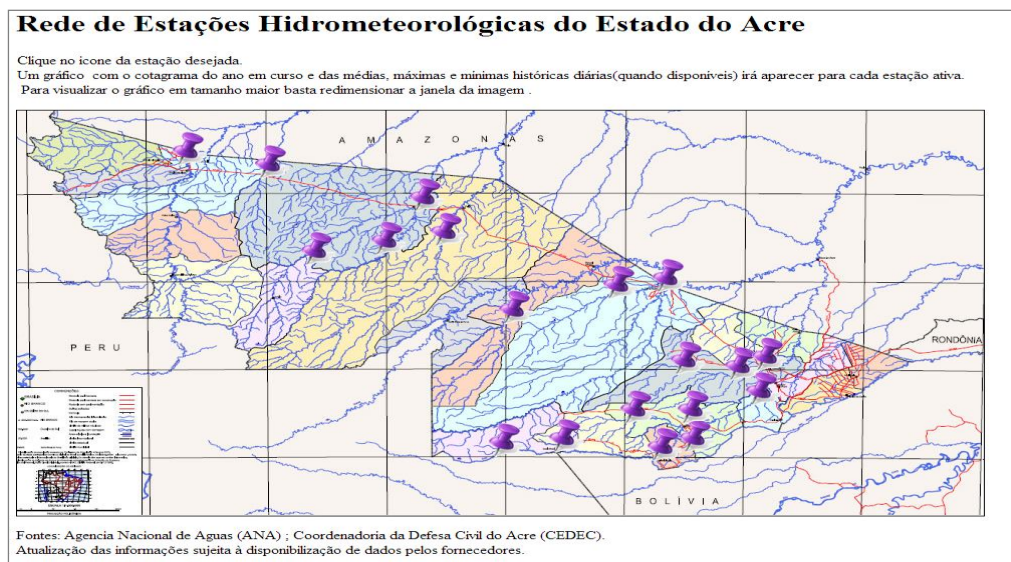 Rede de Estações Hidrometeorológicas do Estado do Acre
Clique no icone da estação desejada.
Um gráfico com o cotagrama do ano em curso e das médias, máximas e minimas históricas diárias(quando disponíveis) irá aparecer para cada estação ativa.
Para visualizar o gráfico em tamanho maior basta redimensionar a janela da imagem .
A M A Z O N A S
P E R U
RONDÔNIA
B O L Í V I A
Fontes: Agencia Nacional de Aguas (ANA) ; Coordenadoria da Defesa Civil do Acre (CEDEC).
Atualização das informações sujeita à disponibilização de dados pelos fornecedores.